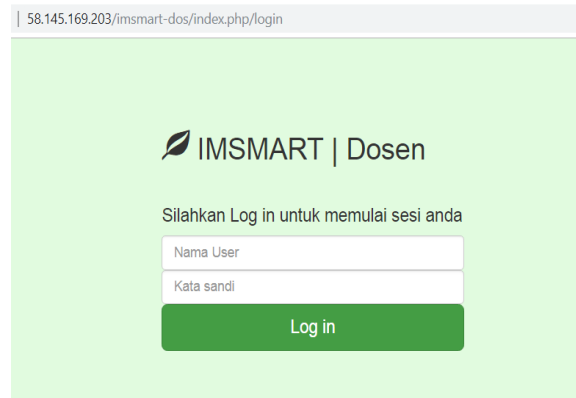 58.145.169.203/imsmart-dos/index.php/login
IMSMART | Dosen
Silahkan Log in untuk memulai sesi anda
Nama User
Kata sandi
Log in